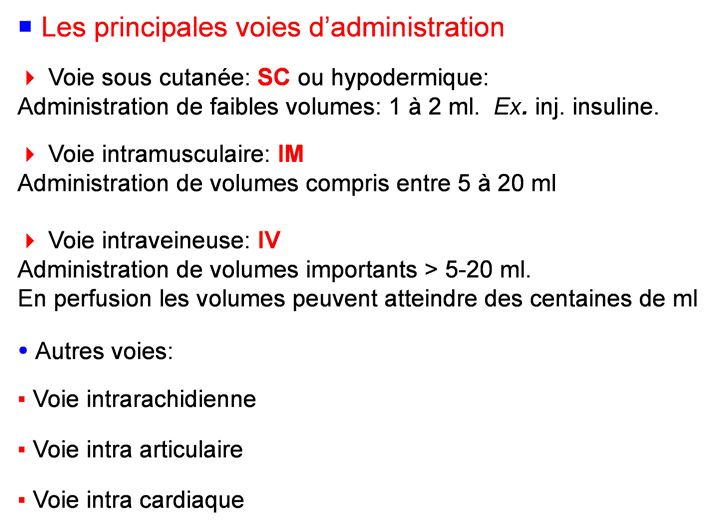 ■ Les principales voies d’administration
Voie sous cutanée: SC ou hypodermique:
Administration de faibles volumes: 1 à 2 ml. Ex. inj. insuline.
Voie intramusculaire: IM
Administration de volumes compris entre 5 à 20 ml
Voie intraveineuse: IV
Administration de volumes importants > 5-20 ml.
En perfusion les volumes peuvent atteindre des centaines de ml
• Autres voies:
▪ Voie intrarachidienne
▪ Voie intra articulaire
▪ Voie intra cardiaque